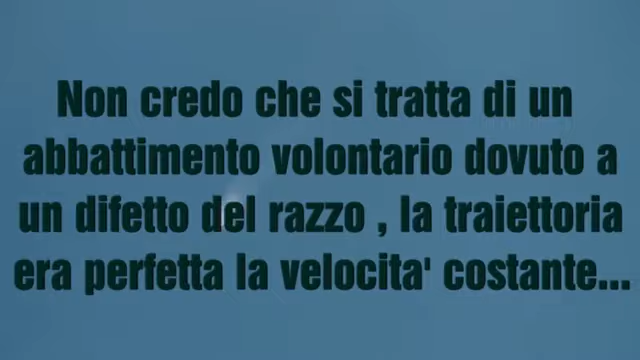 Non credo che si tratta di un
abbattimento volontario dovuto a
un difetto del razzo , la traiettoria
era perfetta la velocita' costante...